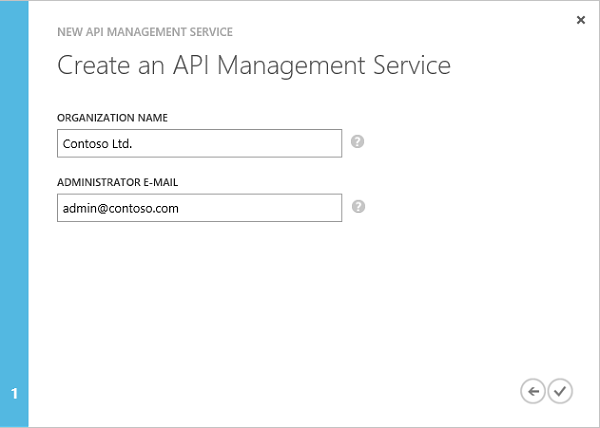 NEW API MANAGEMENT SERVICE
Create an API Management Service
ORGANIZATION NAME
Contoso Ltd.
?
ADMINISTRATOR E-MAIL
admin@contoso.com
?
1